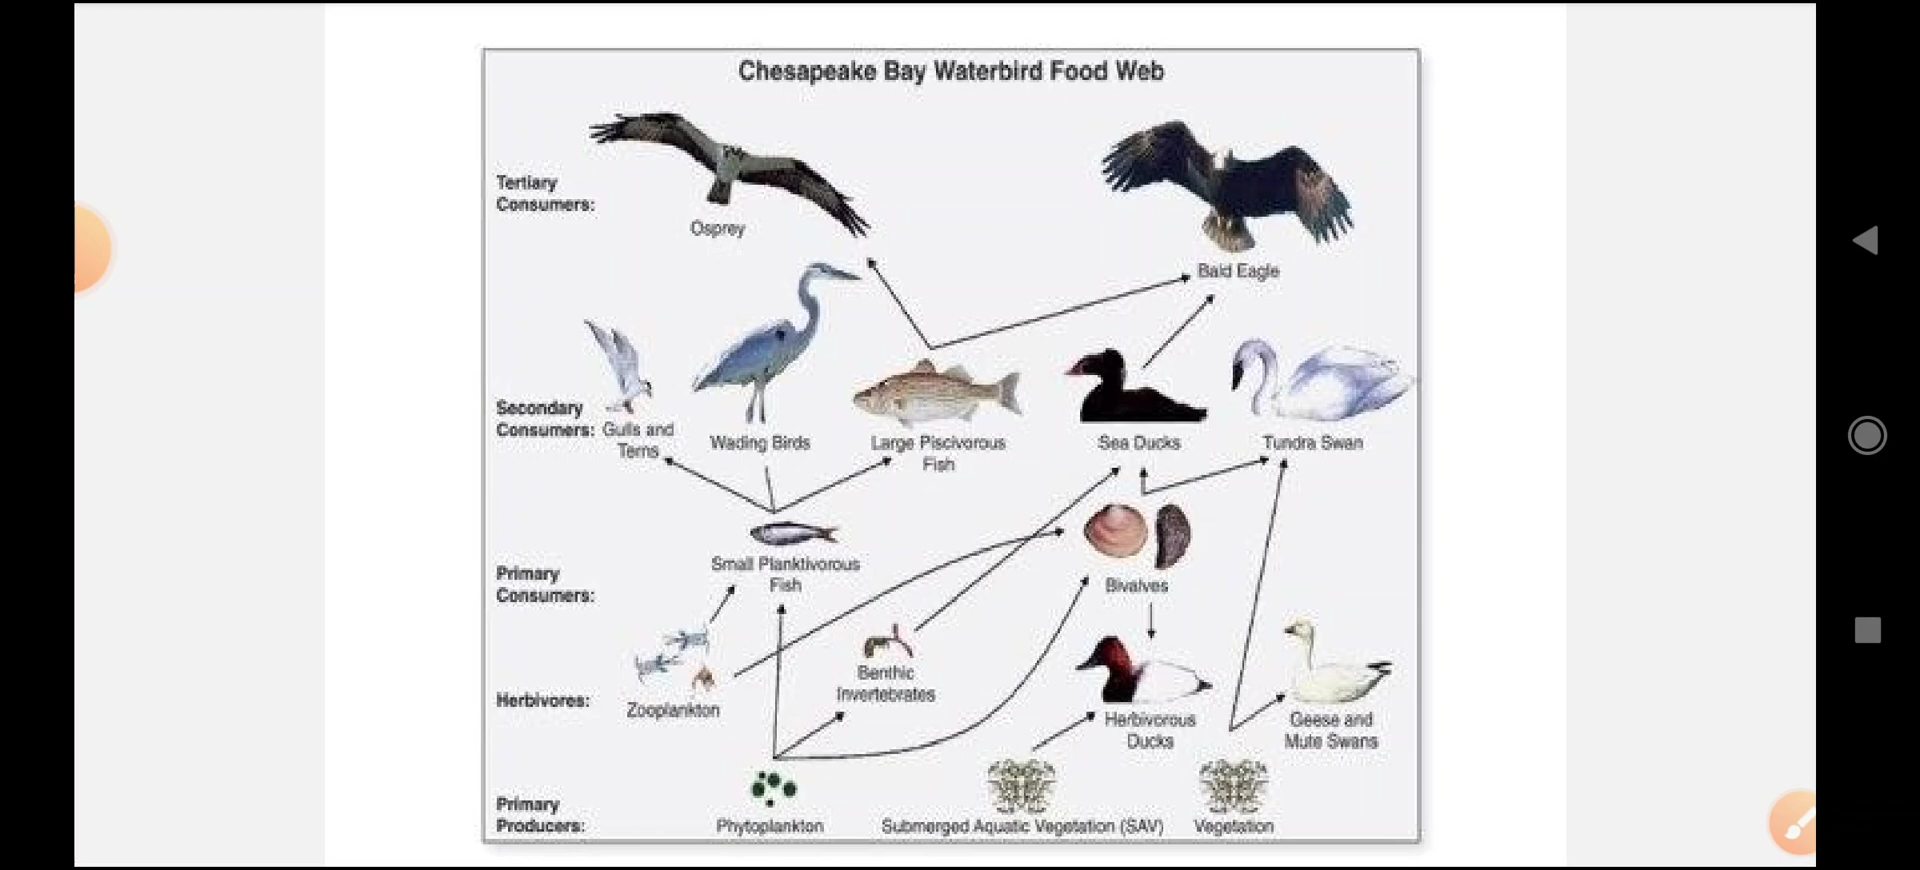 Chesapeake Bay Waterbird Food Web
Tertiary
Consumers:
Osprey
Bald Eagle
Secondary
Consumers:
Gulls and
Terns
Wading Birds
Large Piscivorous
Fish
Sea Ducks
Tundra Swan
Primary
Consumers:
Small Planktivorous
Fish
Bivalves
Herbivores:
Zooplankton
Benthic
Invertebrates
Herbivorous
Ducks
Geese and
Mute Swans
Primary
Producers:
Phytoplankton
Submerged Aquatic Vegetation (SAV)
Vegetation